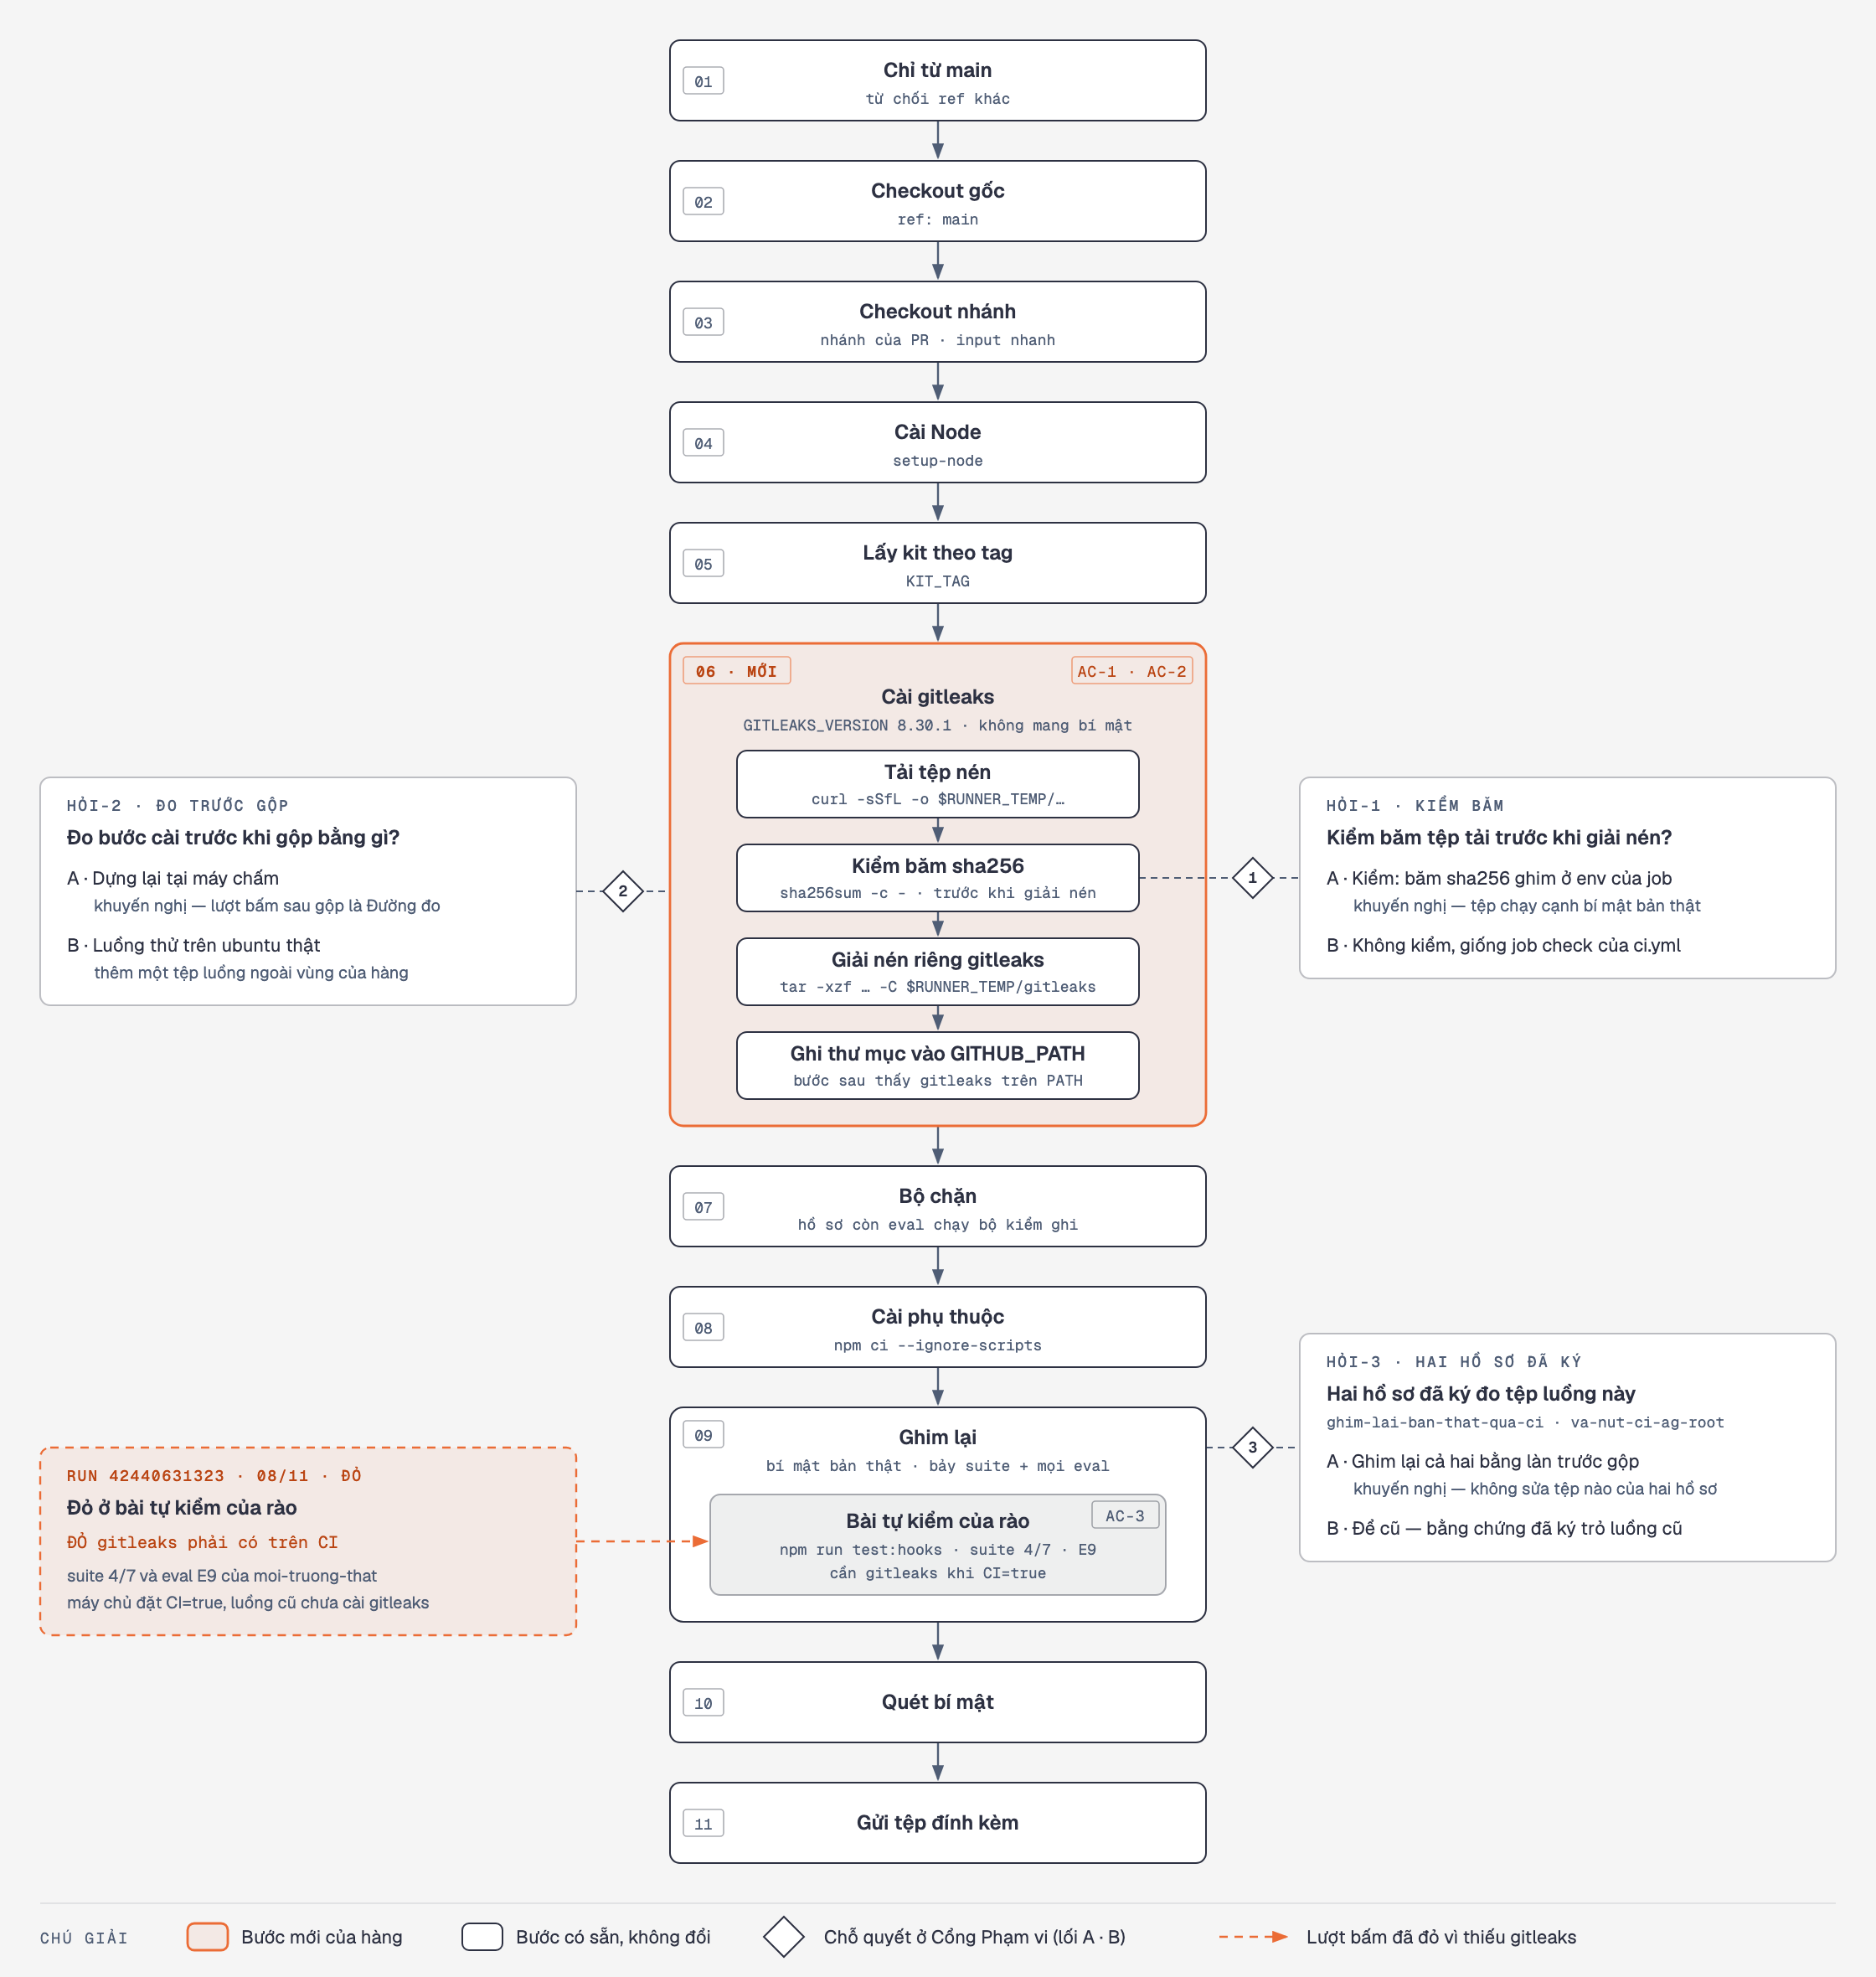 01
Chỉ từ main
từ chối ref khác
02
Checkout gốc
ref: main
03
Checkout nhánh
nhánh của PR · input nhanh
04
Cài Node
setup-node
05
Lấy kit theo tag
KIT_TAG
06 · MỚI
AC-1 · AC-2
Cài gitleaks
GITLEAKS_VERSION 8.30.1 · không mang bí mật
Tải tệp nén
curl -sSfL -o $RUNNER_TEMP/…
Kiểm băm sha256
sha256sum -c - · trước khi giải nén
Giải nén riêng gitleaks
tar -xzf … -C $RUNNER_TEMP/gitleaks
Ghi thư mục vào GITHUB_PATH
bước sau thấy gitleaks trên PATH
HỎI-2 · ĐO TRƯỚC GỘP
Đo bước cài trước khi gộp bằng gì?
A · Dựng lại tại máy chấm
khuyến nghị — lượt bấm sau gộp là Đường đo
B · Luồng thử trên ubuntu thật
thêm một tệp luồng ngoài vùng của hàng
2
1
HỎI-1 · KIỂM BĂM
Kiểm băm tệp tải trước khi giải nén?
A · Kiểm: băm sha256 ghim ở env của job
khuyến nghị — tệp chạy cạnh bí mật bản thật
B · Không kiểm, giống job check của ci.yml
07
Bộ chặn
hồ sơ còn eval chạy bộ kiểm ghi
08
Cài phụ thuộc
npm ci --ignore-scripts
09
Ghim lại
bí mật bản thật · bảy suite + mọi eval
AC-3
Bài tự kiểm của rào
npm run test:hooks · suite 4/7 · E9
cần gitleaks khi CI=true
3
HỎI-3 · HAI HỒ SƠ ĐÃ KÝ
Hai hồ sơ đã ký đo tệp luồng này
ghim-lai-ban-that-qua-ci · va-nut-ci-ag-root
A · Ghim lại cả hai bằng làn trước gộp
khuyến nghị — không sửa tệp nào của hai hồ sơ
B · Để cũ — bằng chứng đã ký trỏ luồng cũ
RUN 42440631323 · 08/11 · ĐỎ
Đỏ ở bài tự kiểm của rào
ĐỎ gitleaks phải có trên CI
suite 4/7 và eval E9 của moi-truong-that
máy chủ đặt CI=true, luồng cũ chưa cài gitleaks
10
Quét bí mật
11
Gửi tệp đính kèm
CHÚ GIẢI
Bước mới của hàng
Bước có sẵn, không đổi
Chỗ quyết ở Cổng Phạm vi (lối A · B)
Lượt bấm đã đỏ vì thiếu gitleaks